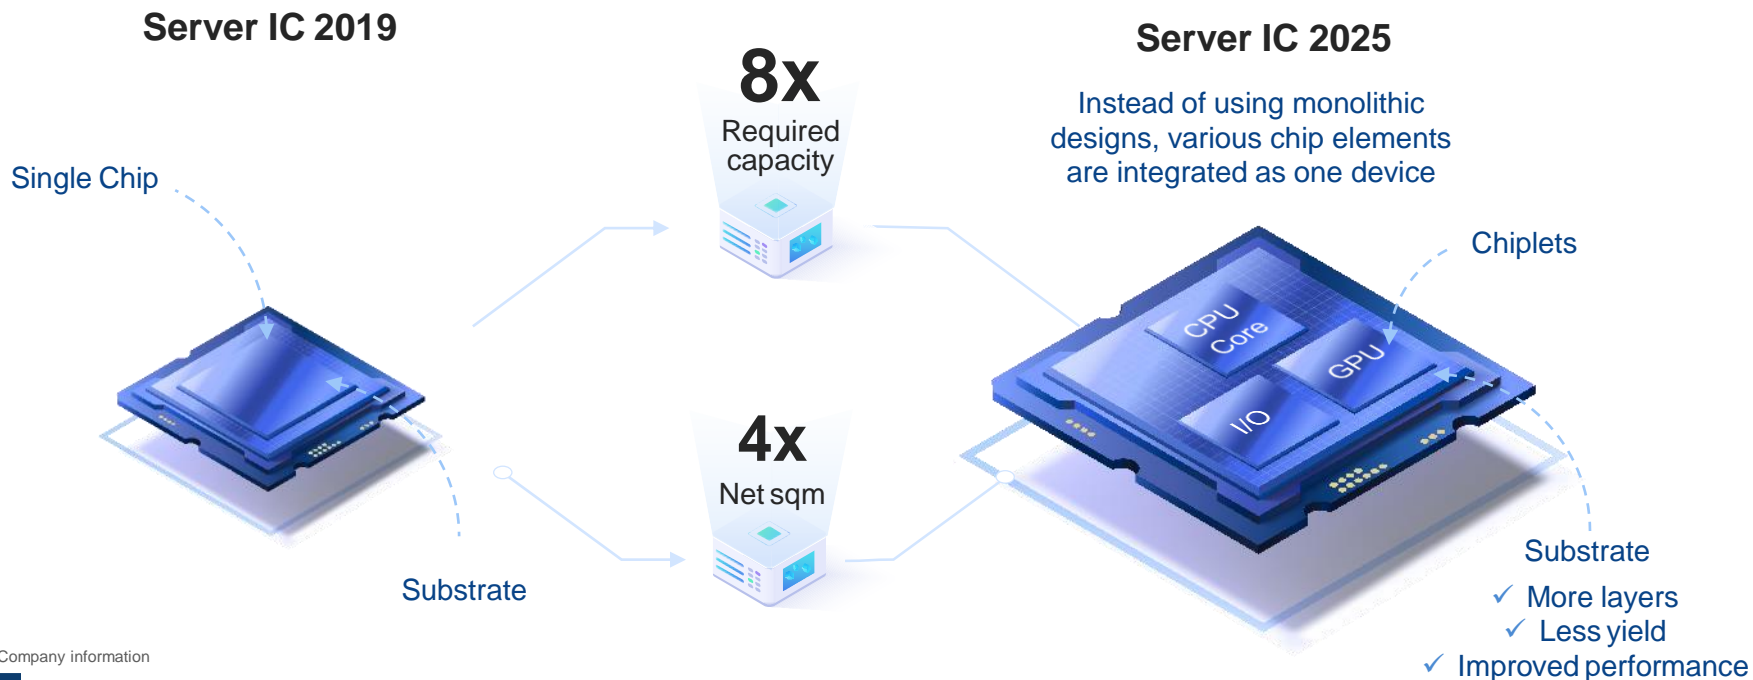 Server IC 2019
Single Chip
Substrate
8x
Required
capacity
4x
Net sqm
Server IC 2025
Instead of using monolithic
designs, various chip elements
are integrated as one device
Chiplets
CPU
Core
GPU
I/O
Substrate
✓ More layers
✓ Less yield
✓ Improved performance
Company information